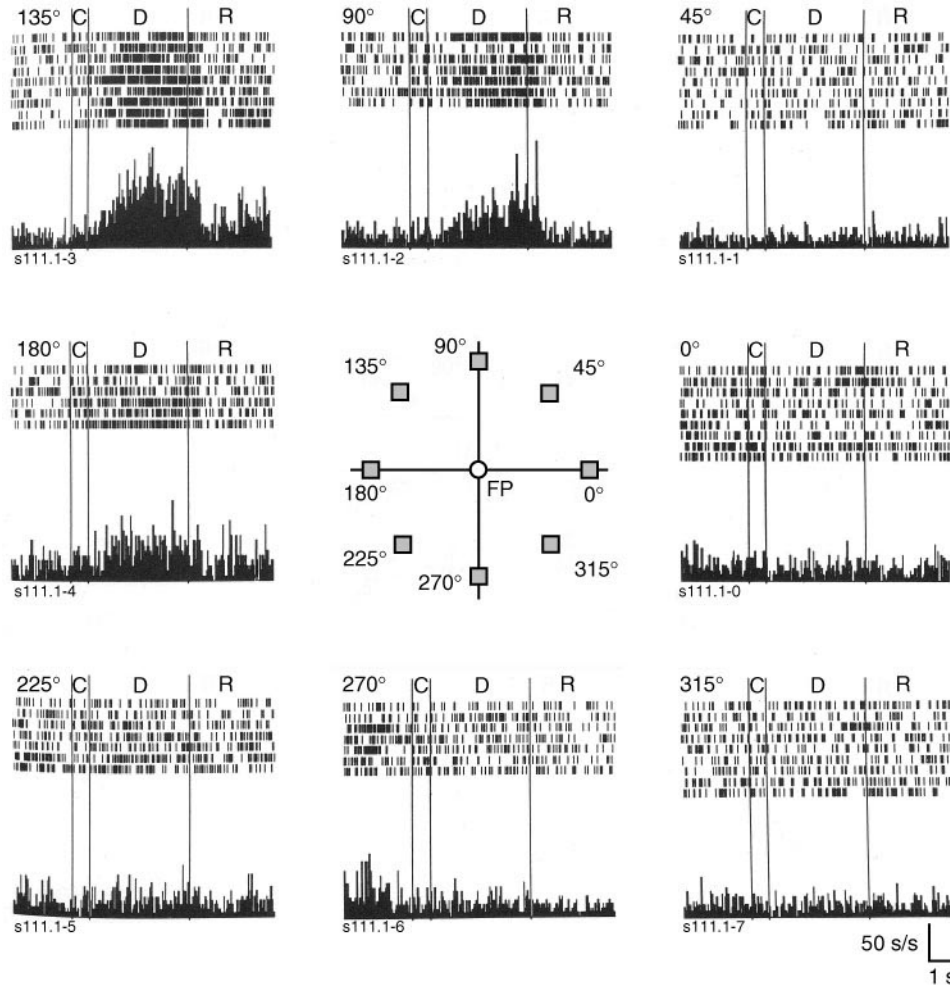 135° C D R
90° C D R
45° C D R
s111.1-3
s111.1-2
s111.1-1
180° C D R
90°
135°
45°
0° C D R
180°
FP
0°
225°
270°
315°
s111.1-4
s111.1-0
225° C D R
270° C D R
315° C D R
s111.1-5
s111.1-6
s111.1-7
50 s/s
1 s